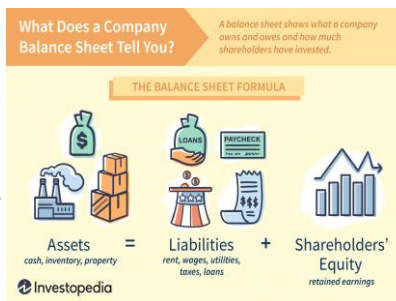 What Does a Company
Balance Sheet Tell You?
A balance sheet shows what a company
owns and owes and how much
shareholders have invested.
THE BALANCE SHEET FORMULA
$
LOANS
PAYCHECK
$$$
Assets
=
Liabilities
+
Shareholders'
Equity
cash, inventory, property
rent, wages, utilities,
taxes, loans
retained earnings
Investopedia